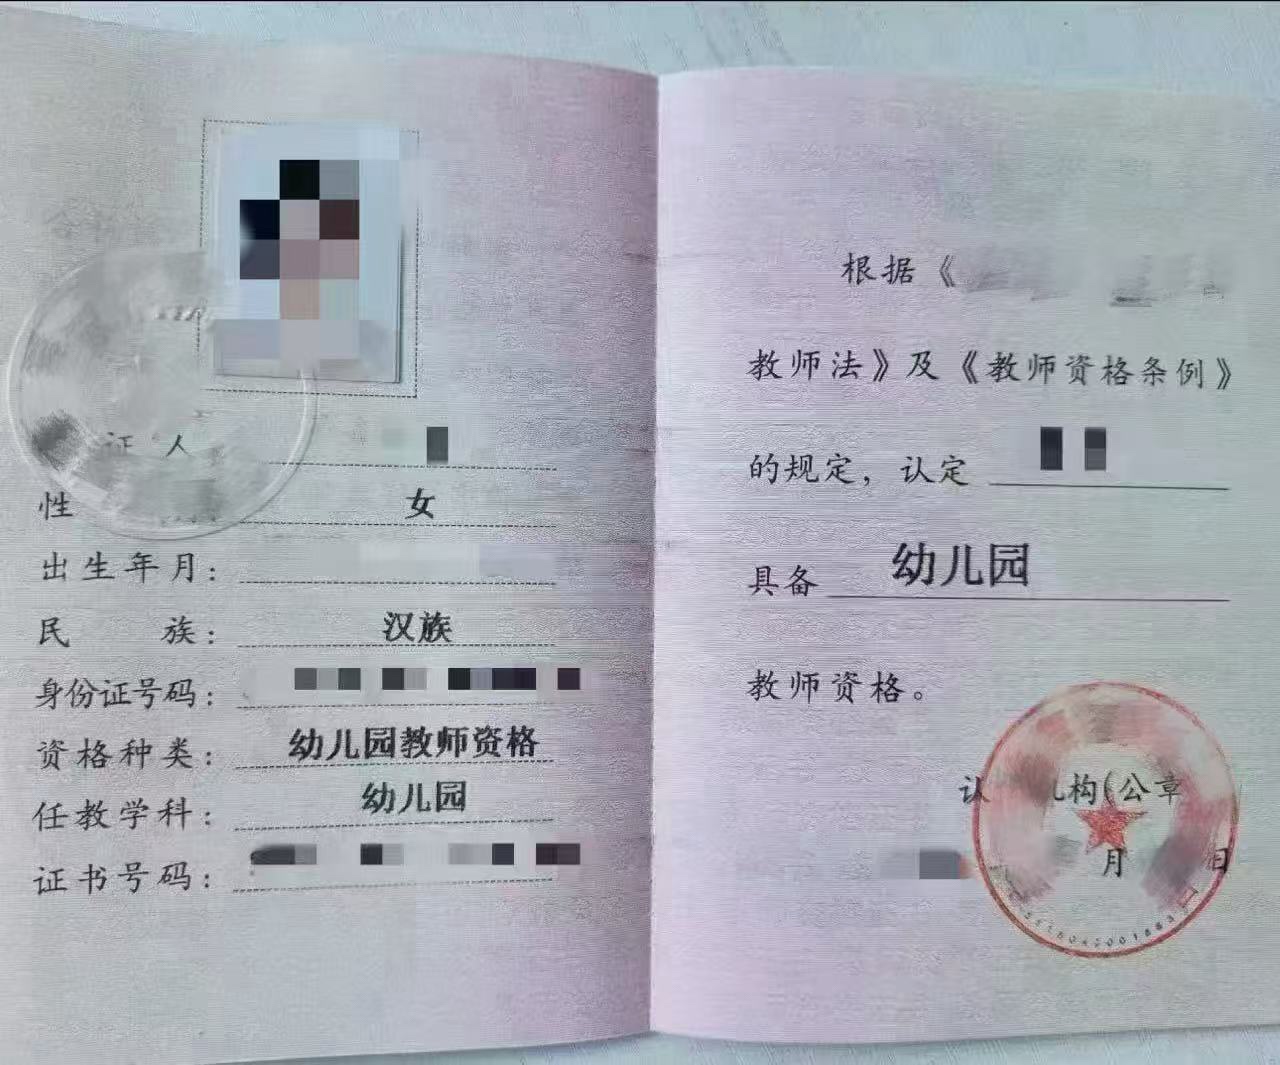 证 人
性 女
出生年月：
民 族： 汉族
身份证号码：
资格种类： 幼儿园教师资格
任教学科： 幼儿园
证书号码：
根据《
教师法》及《教师资格条例》
的规定，认定
具备 幼儿园
教师资格。
认 构(公章
月 日